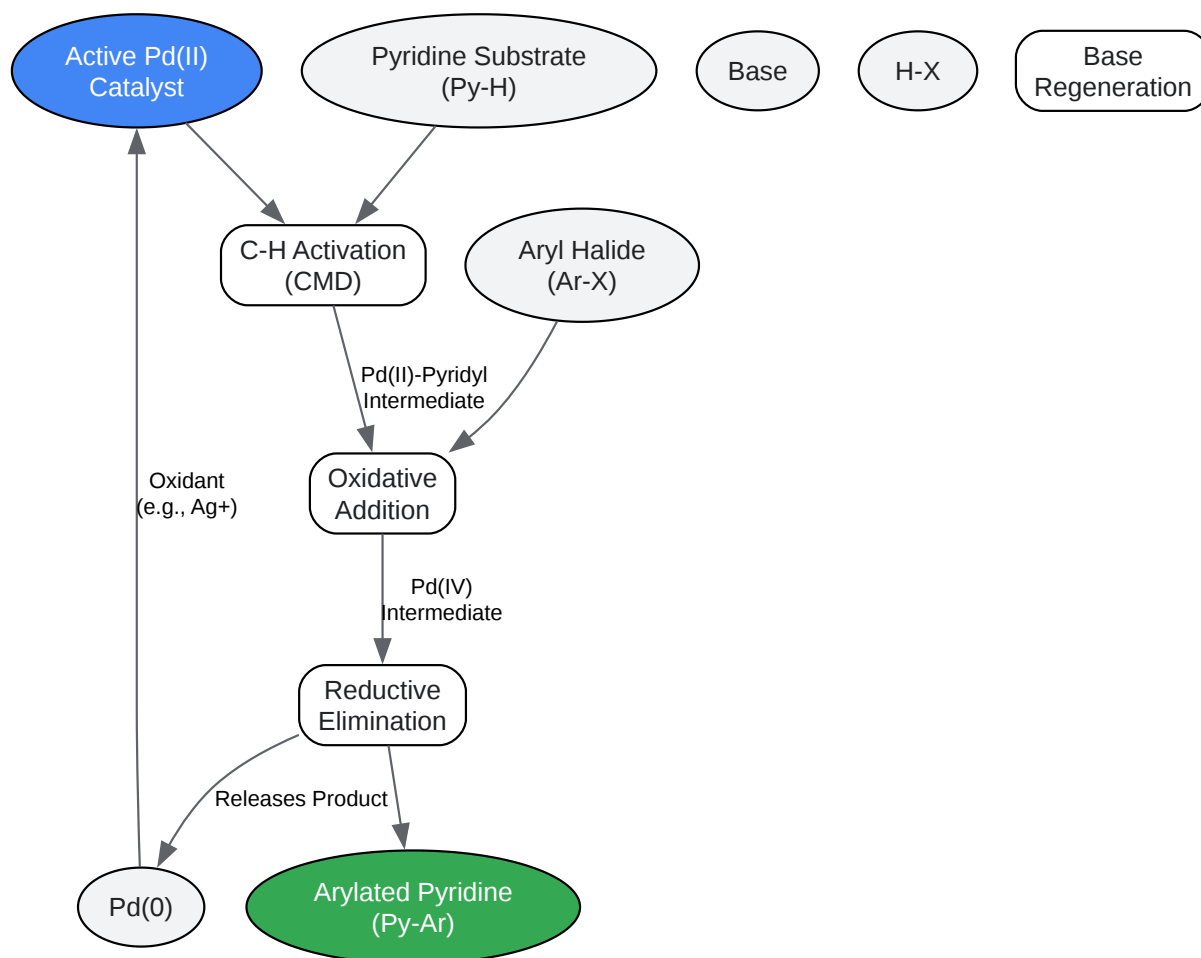 Active Pd(II)
Catalyst
Pyridine Substrate
(Py-H)
Base
H-X
Base
Regeneration
C-H Activation
(CMD)
Aryl Halide
(Ar-X)
Pd(II)-Pyridyl
Intermediate
Oxidant
(e.g., Ag+)
Oxidative
Addition
Pd(IV)
Intermediate
Reductive
Elimination
Releases Product
Pd(0)
Arylated Pyridine
(Py-Ar)